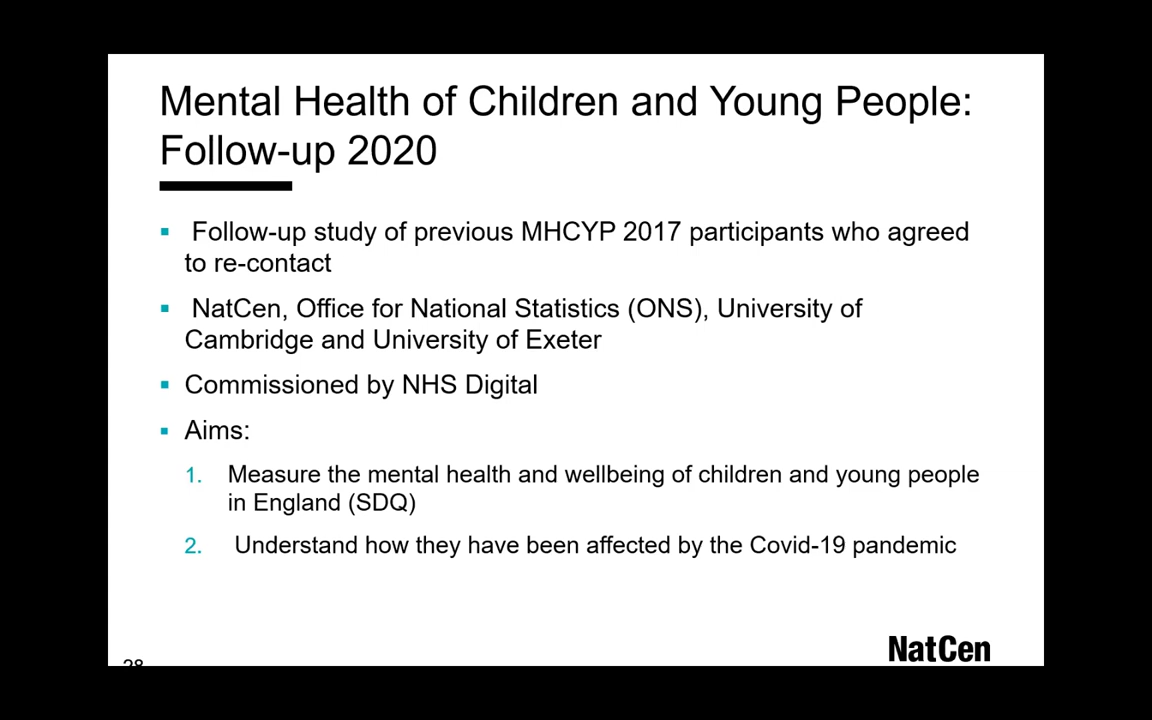 Mental Health of Children and Young People:
Follow-up 2020
▪ Follow-up study of previous MHCYP 2017 participants who agreed
to re-contact
▪ NatCen, Office for National Statistics (ONS), University of
Cambridge and University of Exeter
▪ Commissioned by NHS Digital
▪ Aims:
1. Measure the mental health and wellbeing of children and young people
in England (SDQ)
2. Understand how they have been affected by the Covid-19 pandemic
NatCen